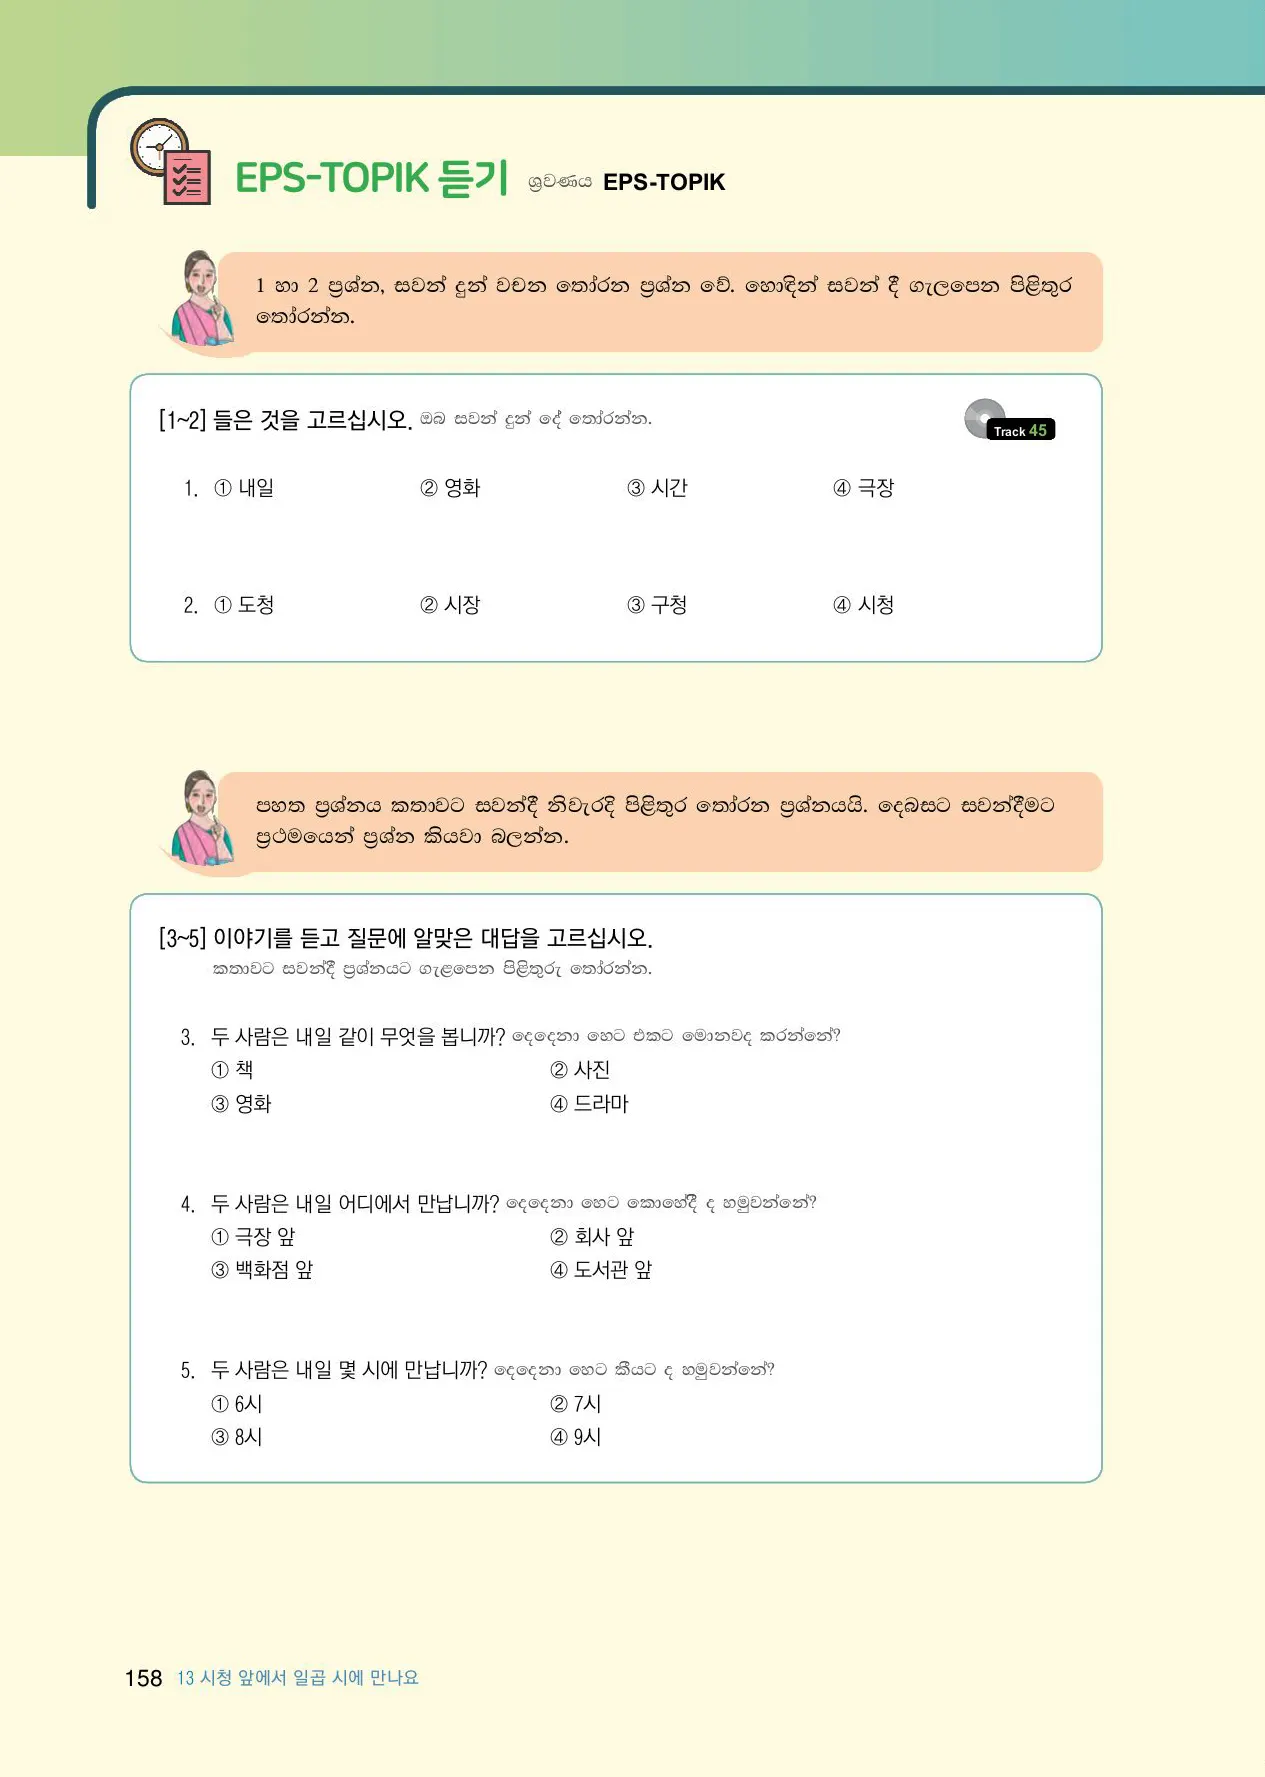 EPS-TOPIK 듣기 ශ්‍රවණය EPS-TOPIK
1 හා 2 ප්‍රශ්න, සවන් දුන් වචන තෝරන ප්‍රශ්න වේ. හොඳින් සවන් දී ගැලපෙන පිළිතුර
තෝරන්න.
[1~2] 들은 것을 고르십시오. ඔබ සවන් දුන් දේ තෝරන්න.
Track 45
1. ① 내일 ② 영화 ③ 시간 ④ 극장
2. ① 도청 ② 시장 ③ 구청 ④ 시청
පහත ප්‍රශ්නය කතාවට සවන්දී නිවැරදි පිළිතුර තෝරන ප්‍රශ්නයයි. දෙබසට සවන්දීමට
ප්‍රථමයෙන් ප්‍රශ්න කියවා බලන්න.
[3~5] 이야기를 듣고 질문에 알맞은 대답을 고르십시오.
කතාවට සවන්දී ප්‍රශ්නයට ගැළපෙන පිළිතුරු තෝරන්න.
3. 두 사람은 내일 같이 무엇을 봅니까? දෙදෙනා හෙට එකට මොනවද කරන්නේ?
① 책 ② 사진
③ 영화 ④ 드라마
4. 두 사람은 내일 어디에서 만납니까? දෙදෙනා හෙට කොහේදී ද හමුවන්නේ?
① 극장 앞 ② 회사 앞
③ 백화점 앞 ④ 도서관 앞
5. 두 사람은 내일 몇 시에 만납니까? දෙදෙනා හෙට කීයට ද හමුවන්නේ?
① 6시 ② 7시
③ 8시 ④ 9시
158 13 시청 앞에서 일곱 시에 만나요